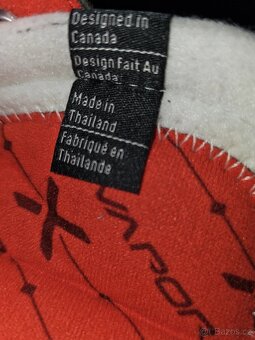 Designed in
Canada
Design Fait Au
Canada
Made in
Thailand
Fabriqué en
Thaïlande
VAPOR